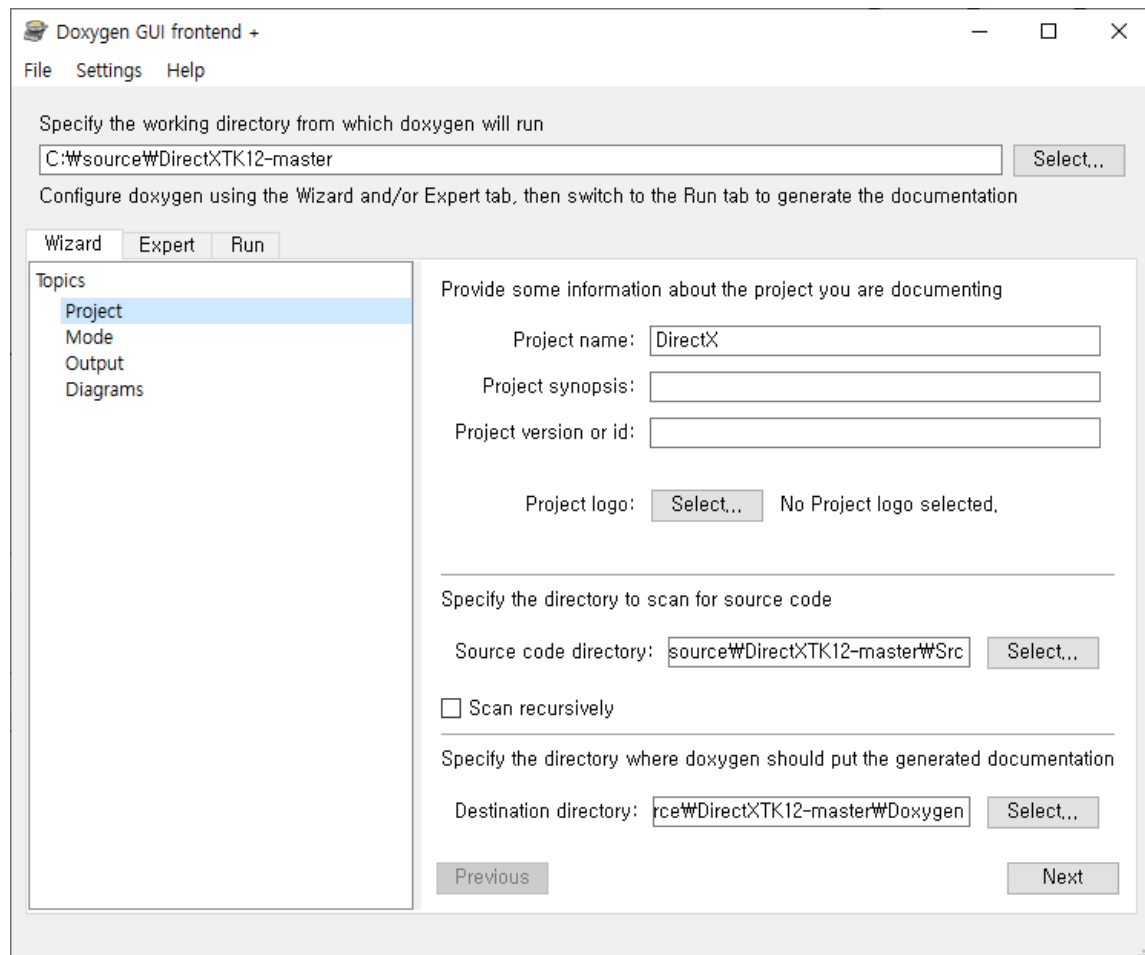 Doxygen GUI frontend +
File Settings Help
Specify the working directory from which doxygen will run
C:₩source₩DirectXTK12-master Select...
Configure doxygen using the Wizard and/or Expert tab, then switch to the Run tab to generate the documentation
Wizard Expert Run
Topics
Project
Mode
Output
Diagrams
Provide some information about the project you are documenting
Project name: DirectX
Project synopsis:
Project version or id:
Project logo: Select... No Project logo selected.
Specify the directory to scan for source code
Source code directory: source₩DirectXTK12-master₩Src Select...
Scan recursively
Specify the directory where doxygen should put the generated documentation
Destination directory: rce₩DirectXTK12-master₩Doxygen Select...
Previous Next